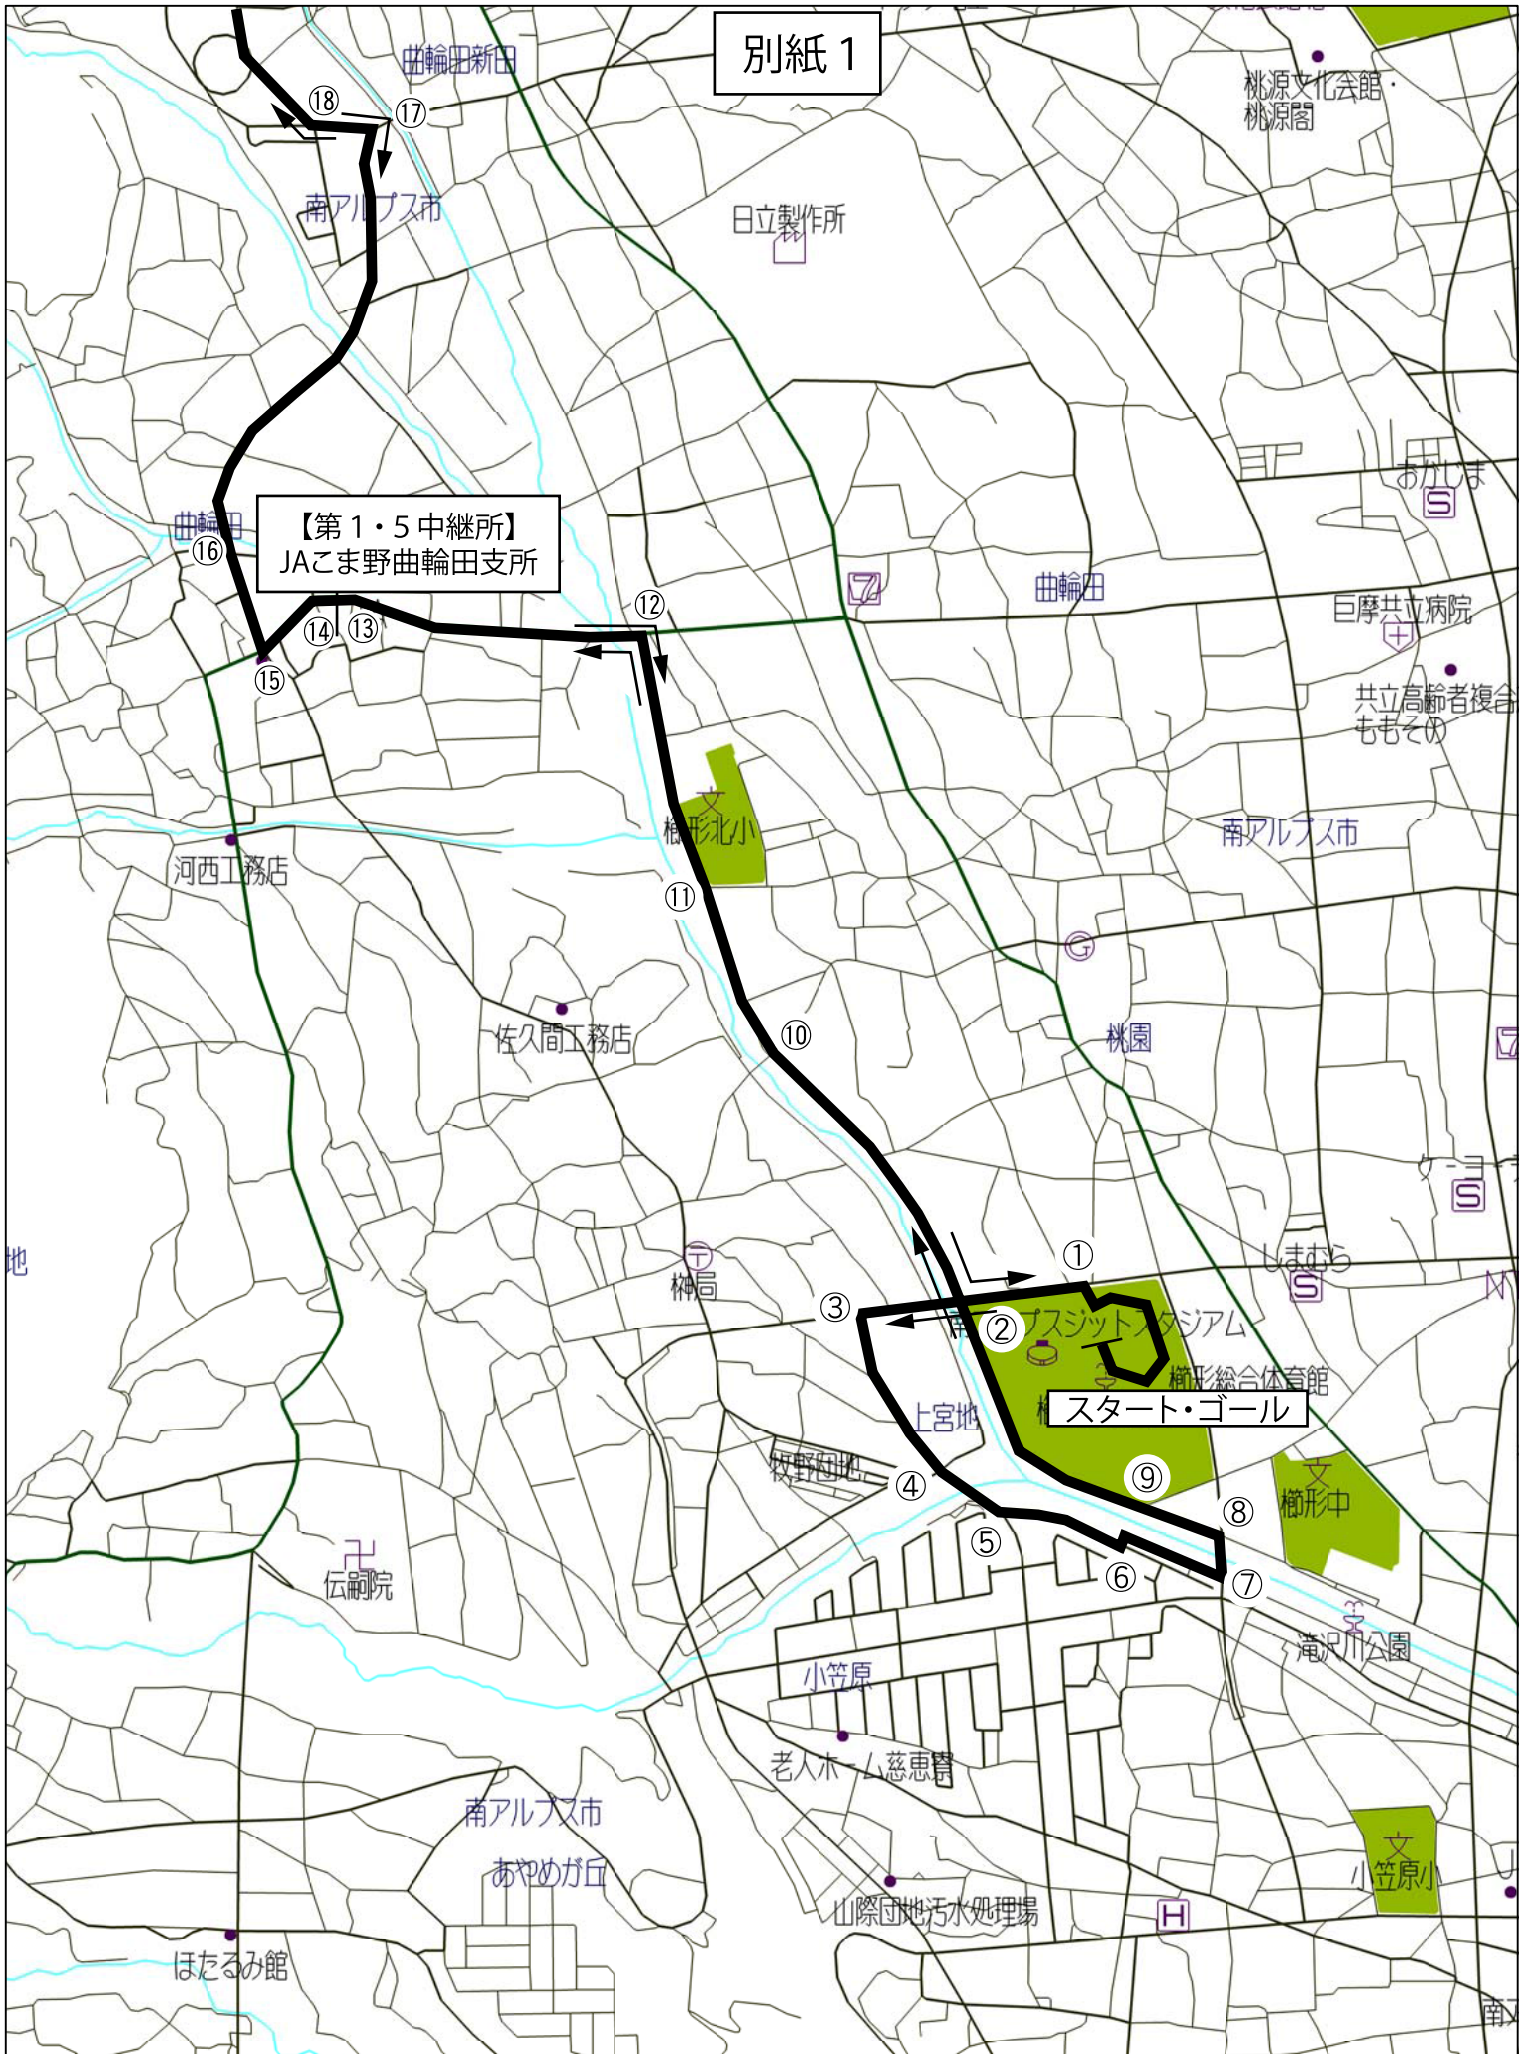 別紙1
曲輪田新田
桃源文化会館・
桃源閣
⑱
⑰
南アルプス市
日立製作所
おかじま
S
曲輪田
【第1・5中継所】
JAこま野曲輪田支所
⑯
7
曲輪田
巨摩共立病院
⑫
⑭
⑬
⑮
共立高齢者複合
ももその
櫛形北小
文
南アルプス市
河西工務店
⑪
G
佐久間工務店
⑩
桃園
7
S
地
榊局
①
しまむら
S
③
②
櫛形総合体育館
スタート・ゴール
上宮地
牧野団地
④
⑨
文
櫛形中
⑧
⑤
⑥
⑦
伝嗣院
滝沢川公園
小笠原
老人ホーム慈恵寮
南アルプス市
あやめが丘
文
小笠原小
山際団地汚水処理場
H
ほたるみ館